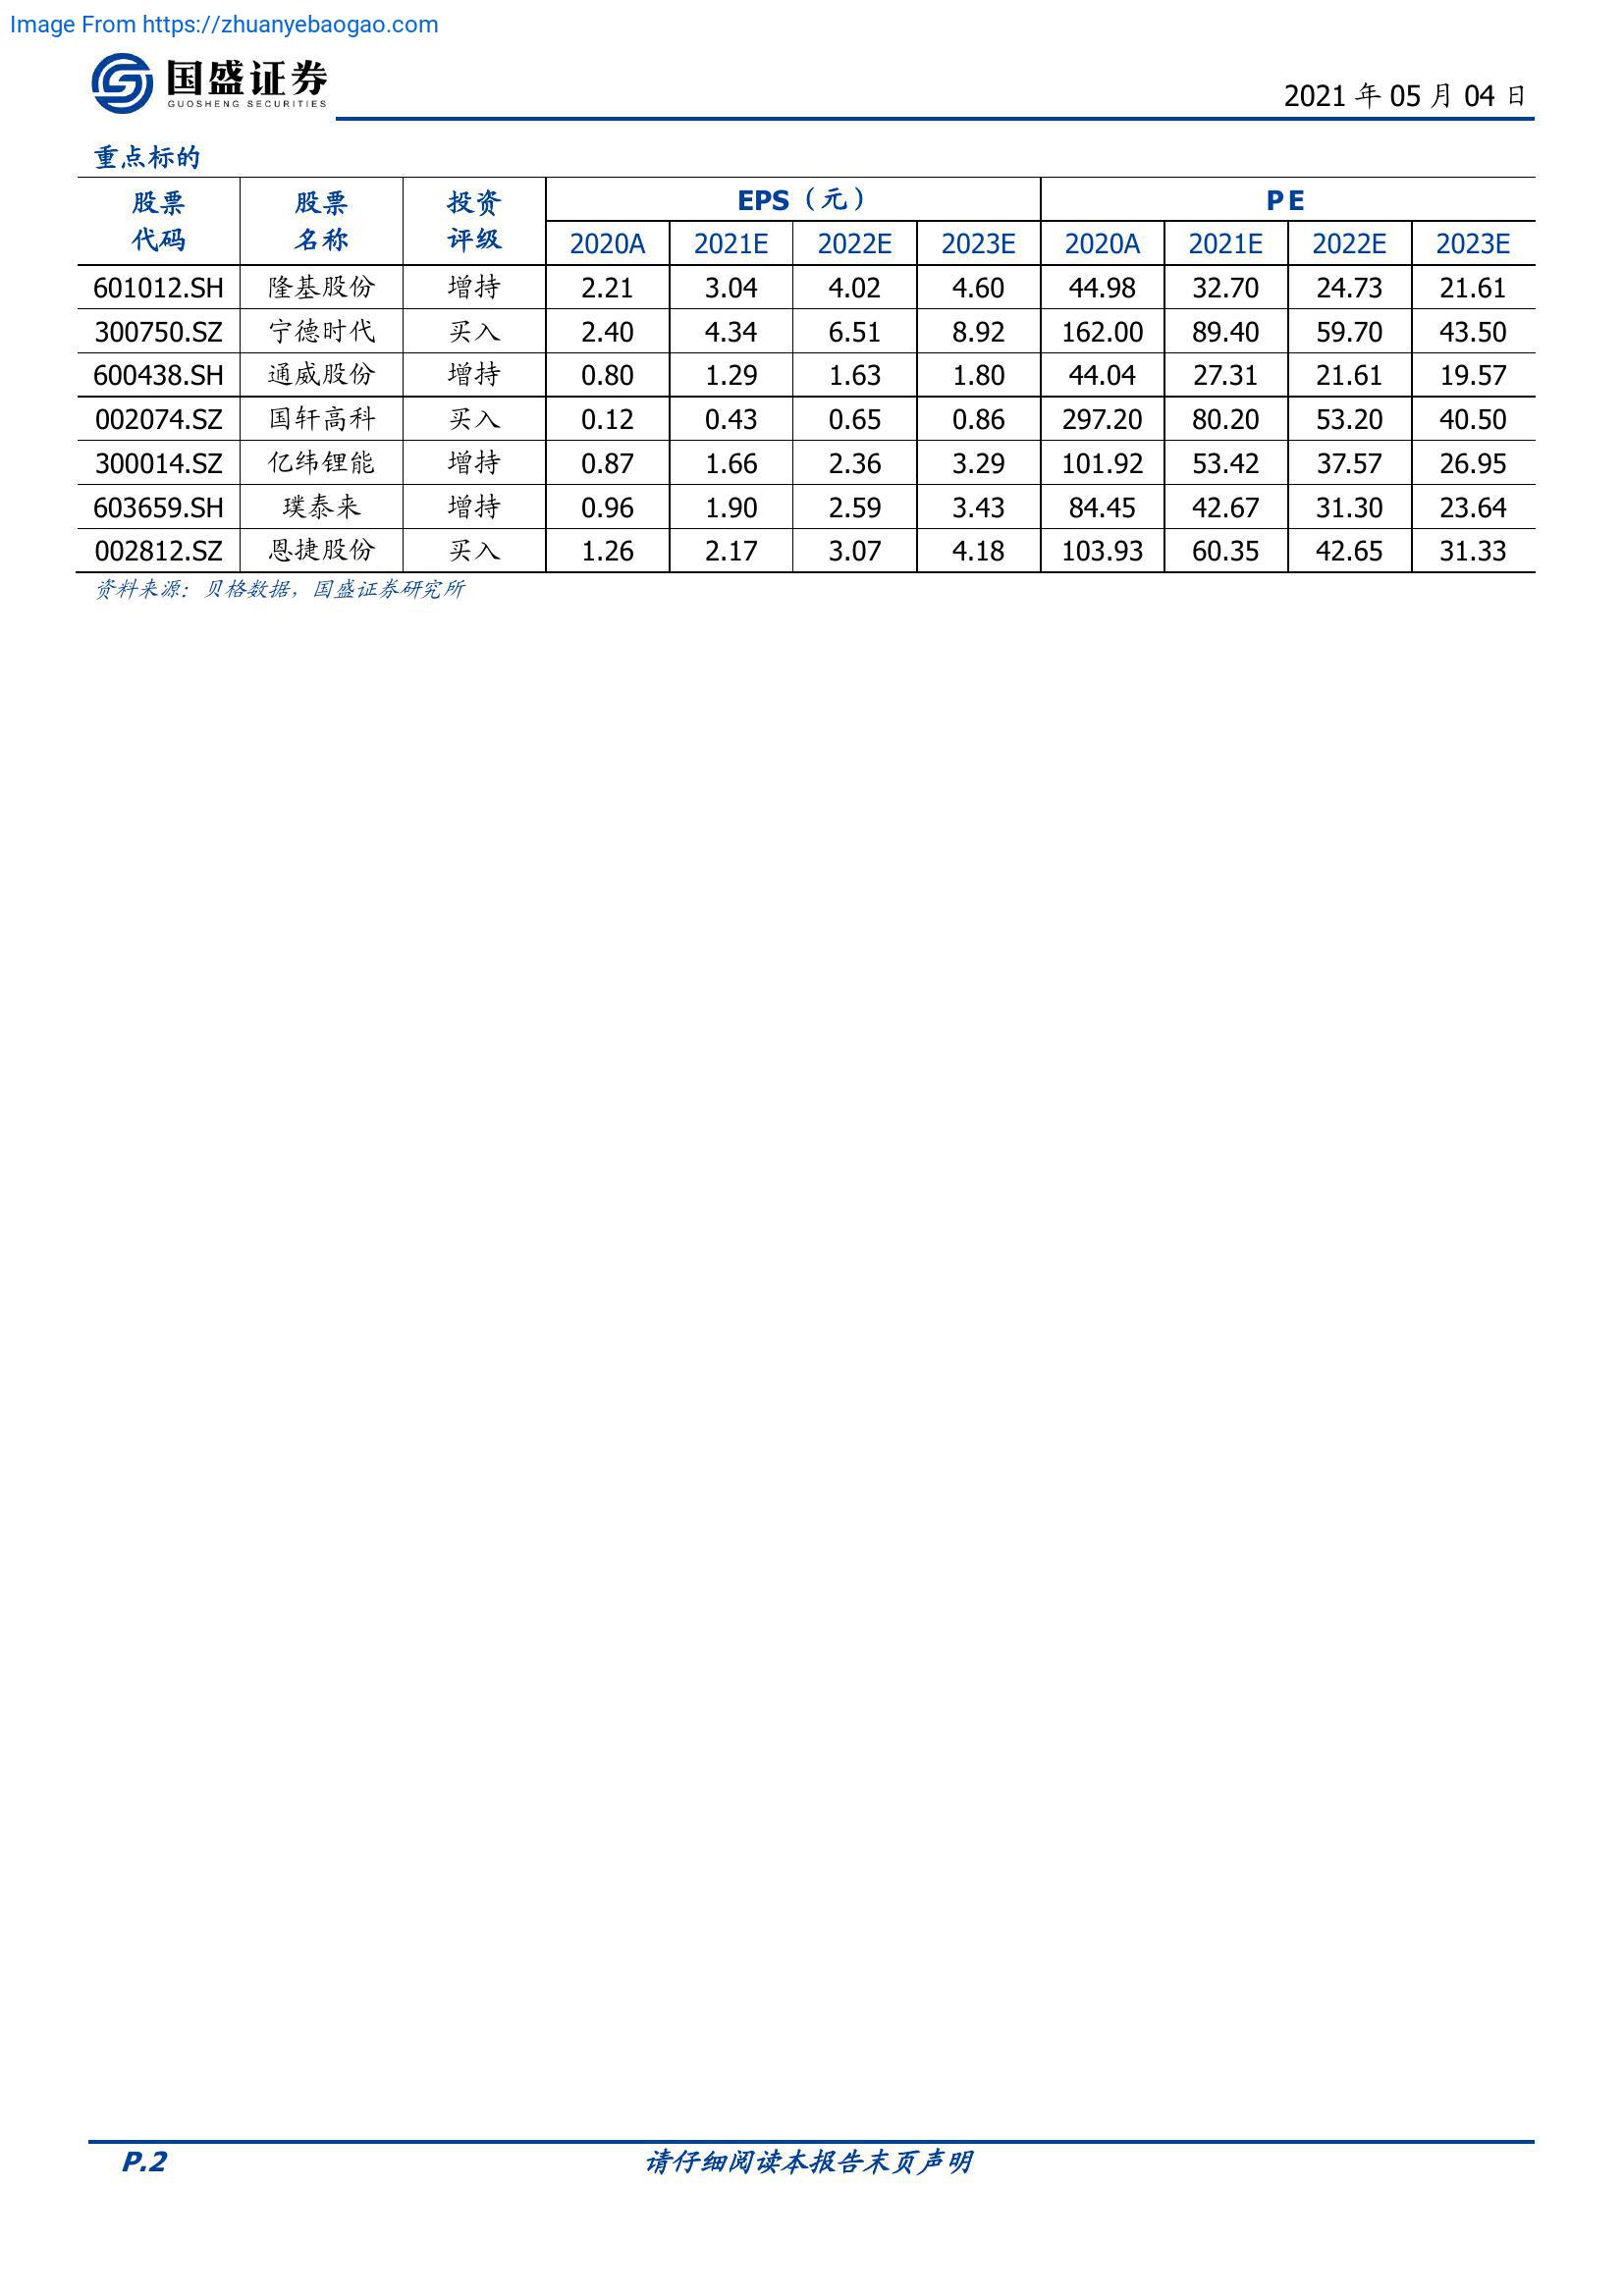 Image From https://zhuanyebaogao.com
国盛证券
GUOSHENG SECURITIES
2021 年 05 月 04 日
重点标的
股票 股票 投资 EPS（元） P E
代码 名称 评级 2020A 2021E 2022E 2023E 2020A 2021E 2022E 2023E
601012.SH 隆基股份 增持 2.21 3.04 4.02 4.60 44.98 32.70 24.73 21.61
300750.SZ 宁德时代 买入 2.40 4.34 6.51 8.92 162.00 89.40 59.70 43.50
600438.SH 通威股份 增持 0.80 1.29 1.63 1.80 44.04 27.31 21.61 19.57
002074.SZ 国轩高科 买入 0.12 0.43 0.65 0.86 297.20 80.20 53.20 40.50
300014.SZ 亿纬锂能 增持 0.87 1.66 2.36 3.29 101.92 53.42 37.57 26.95
603659.SH 璞泰来 增持 0.96 1.90 2.59 3.43 84.45 42.67 31.30 23.64
002812.SZ 恩捷股份 买入 1.26 2.17 3.07 4.18 103.93 60.35 42.65 31.33
资料来源：贝格数据，国盛证券研究所
P.2 请仔细阅读本报告末页声明